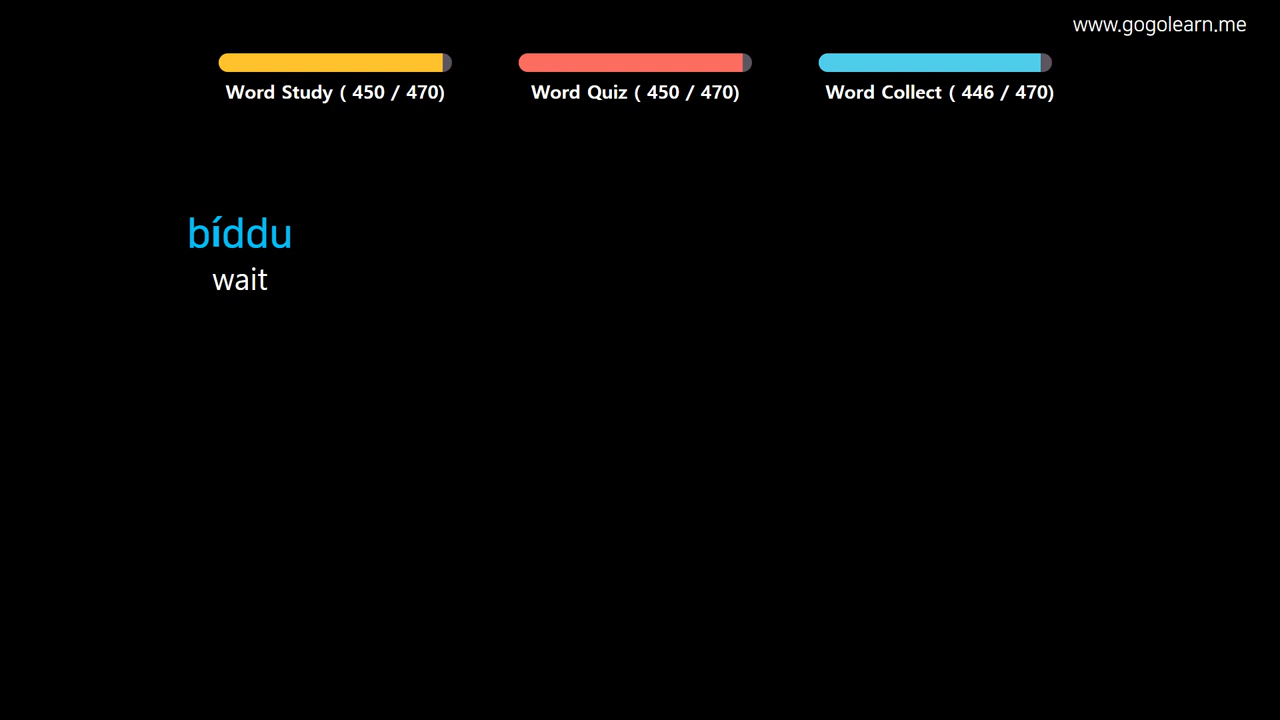 www.gogolearn.me
Word Study ( 450 / 470)
Word Quiz ( 450 / 470)
Word Collect ( 446 / 470)
bíddu
wait